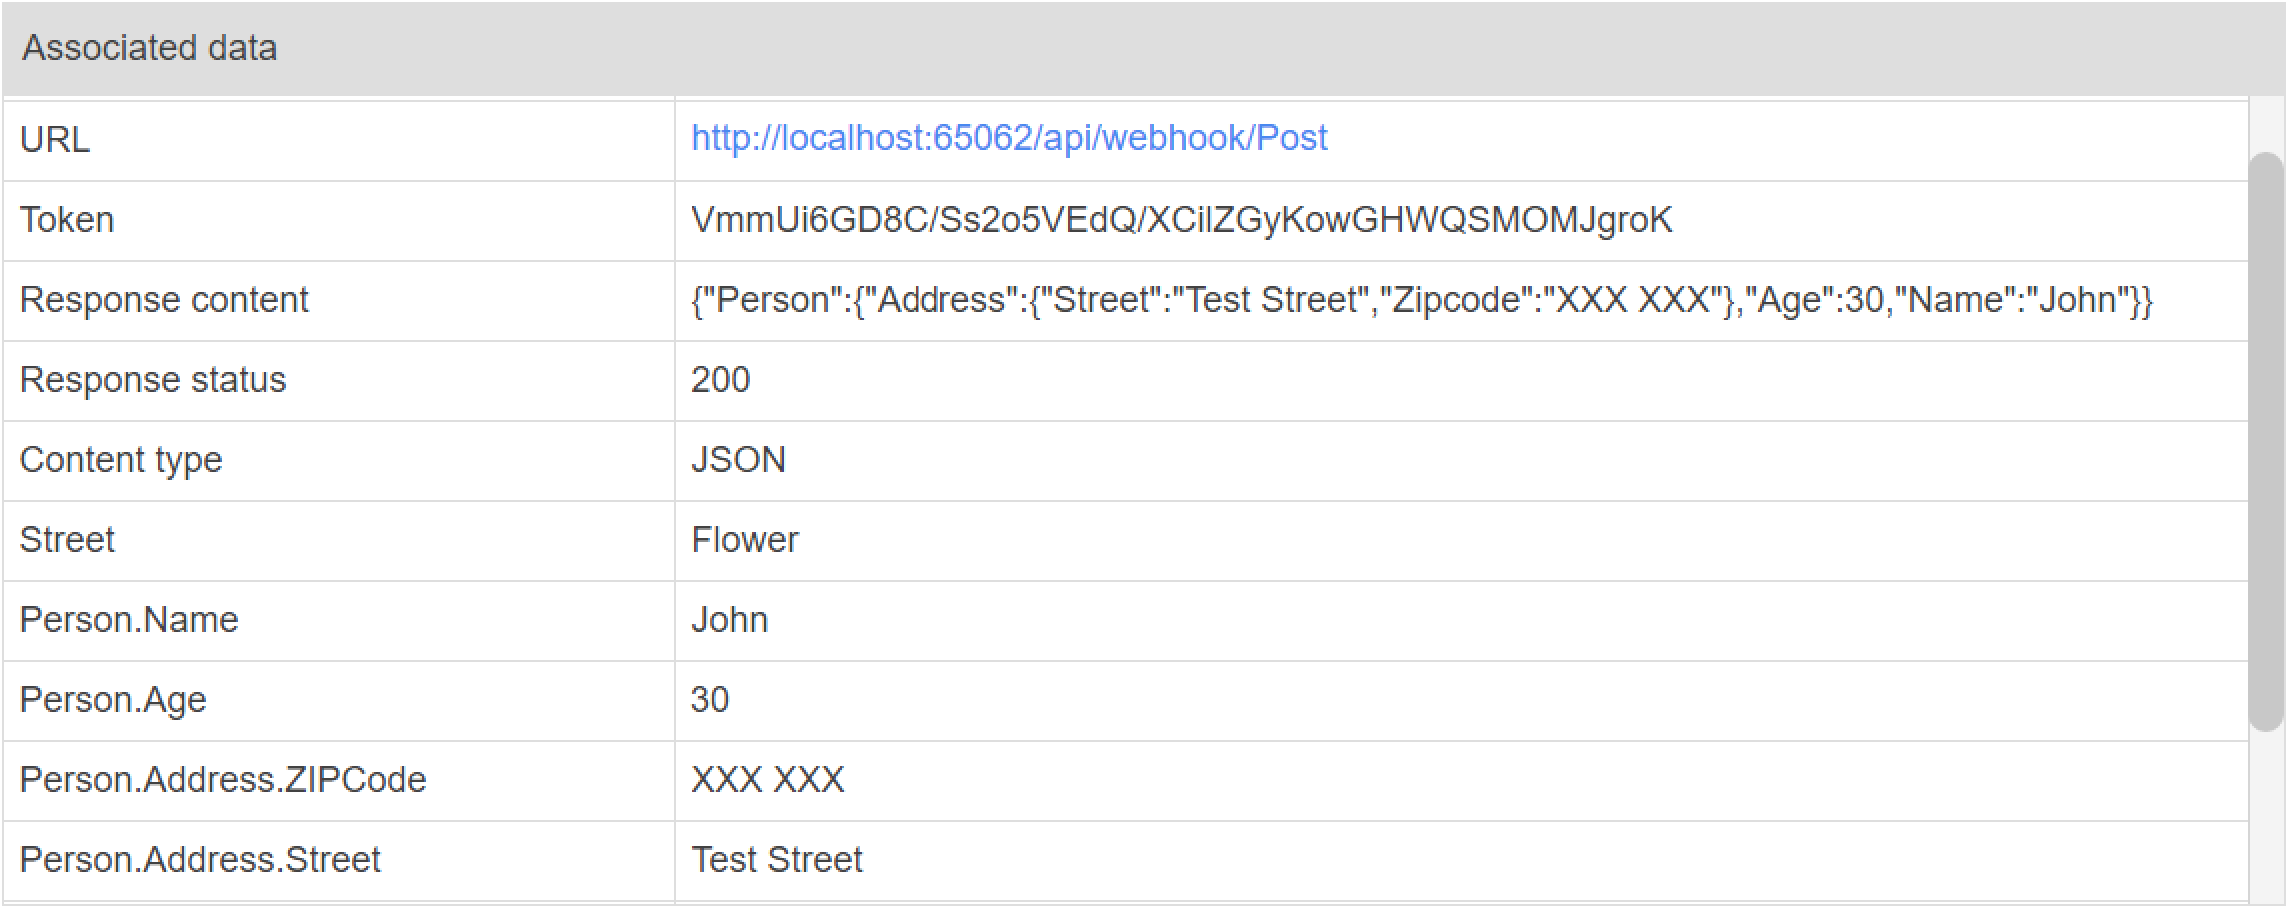 Associated data
URL http://localhost:65062/api/webhook/Post
Token VmmUi6GD8C/Ss2o5VEdQ/XCilZGyKowGHWQSMOMJgroK
Response content {"Person":{"Address":{"Street":"Test Street","Zipcode":"XXX XXX"},"Age":30,"Name":"John"}}
Response status 200
Content type JSON
Street Flower
Person.Name John
Person.Age 30
Person.Address.ZIPCode XXX XXX
Person.Address.Street Test Street